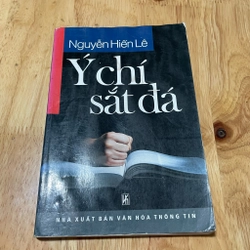 Nguyễn Hiến Lê
Ý chí
sắt đá
NHÀ XUẤT BẢN VĂN HÓA THÔNG TIN